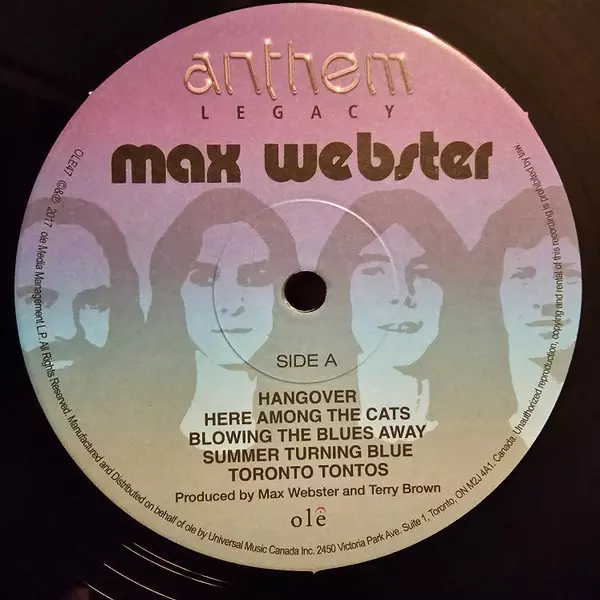 anthem
LEGACY
max webster
SIDE A
HANGOVER
HERE AMONG THE CATS
BLOWING THE BLUES AWAY
SUMMER TURNING BLUE
TORONTO TONTOS
Produced by Max Webster and Terry Brown
olé
OLE47 ©&℗ 2017 ole Media Management L.P. All Rights Reserved. Manufactured and Distributed on behalf of ole by Universal Music Canada Inc. 2450 Victoria Park Ave. Suite 1, Toronto, ON M2J 4A1. Canada. Unauthorized reproduction, copying and rental of this recording is prohibited by law.